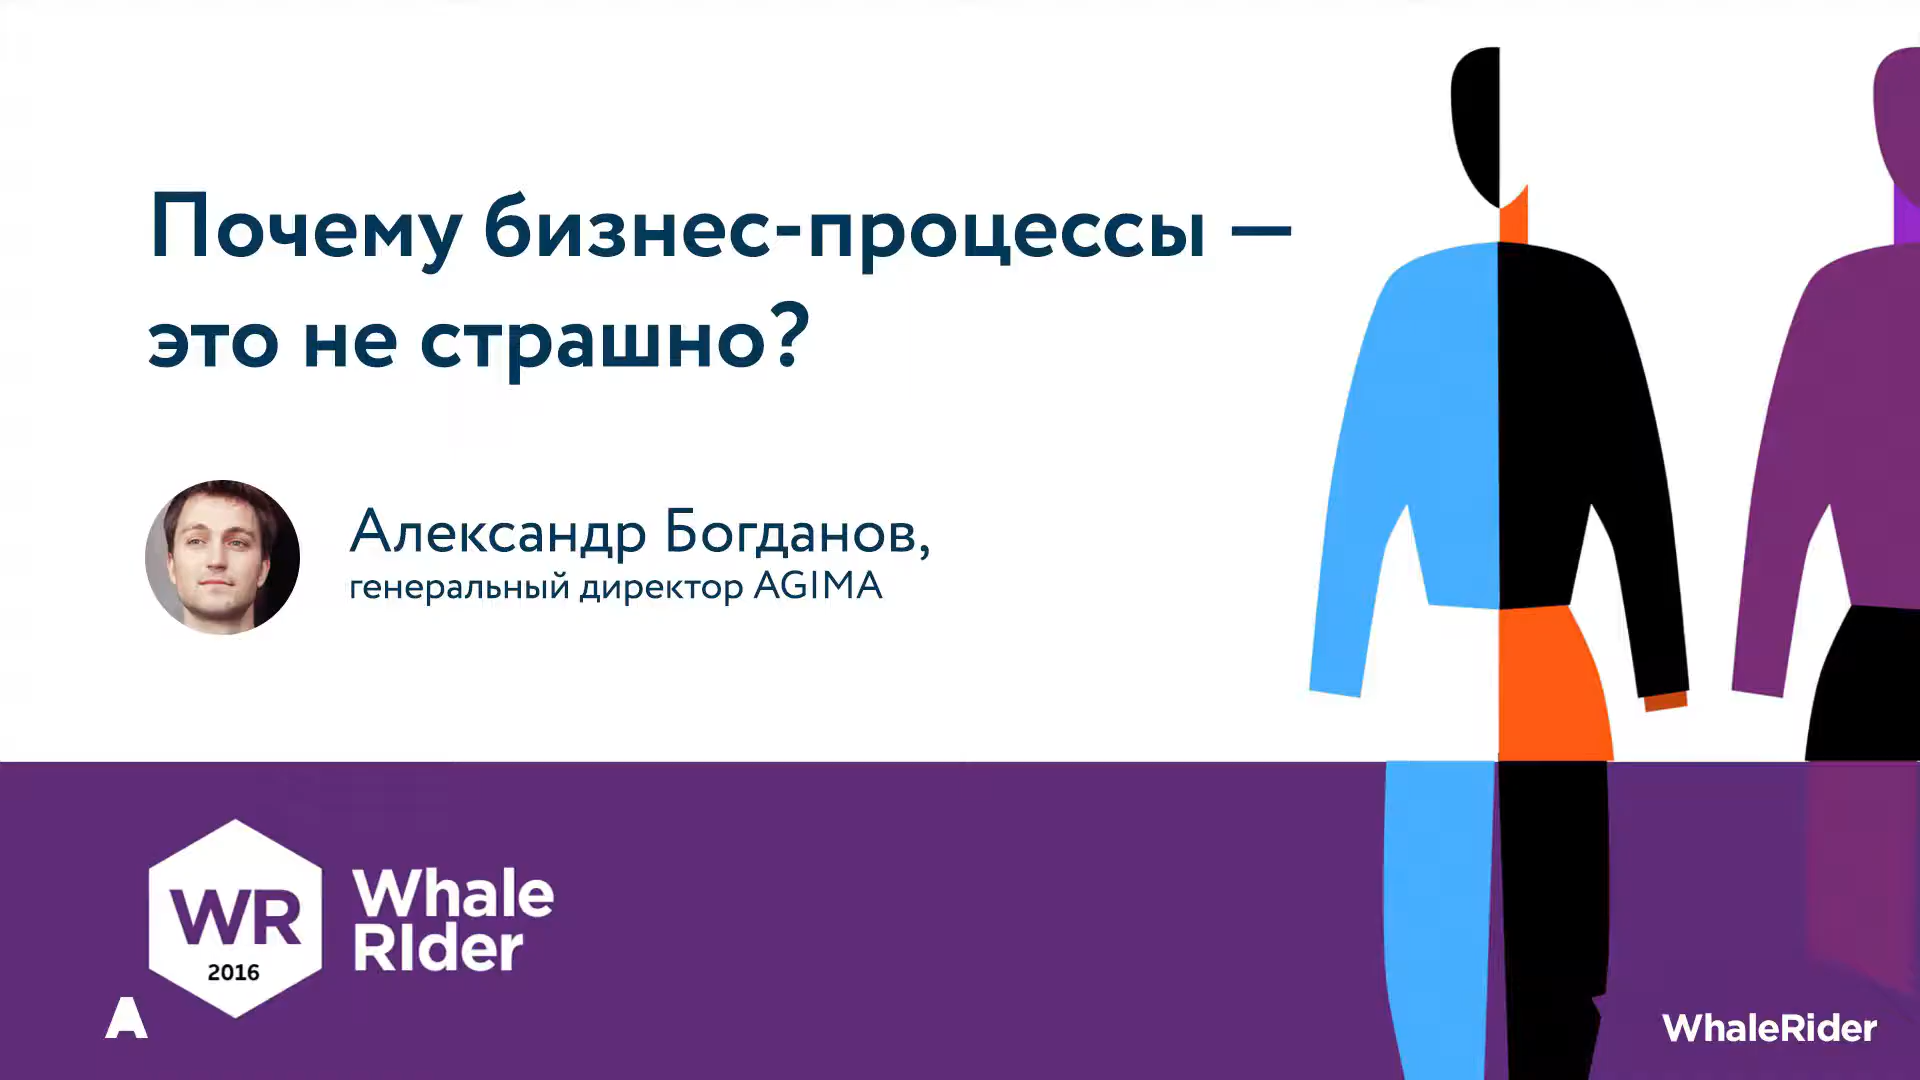 Почему бизнес-процессы —
это не страшно?
Александр Богданов,
генеральный директор AGIMA
WR
2016
Whale
RIder
A
WhaleRider